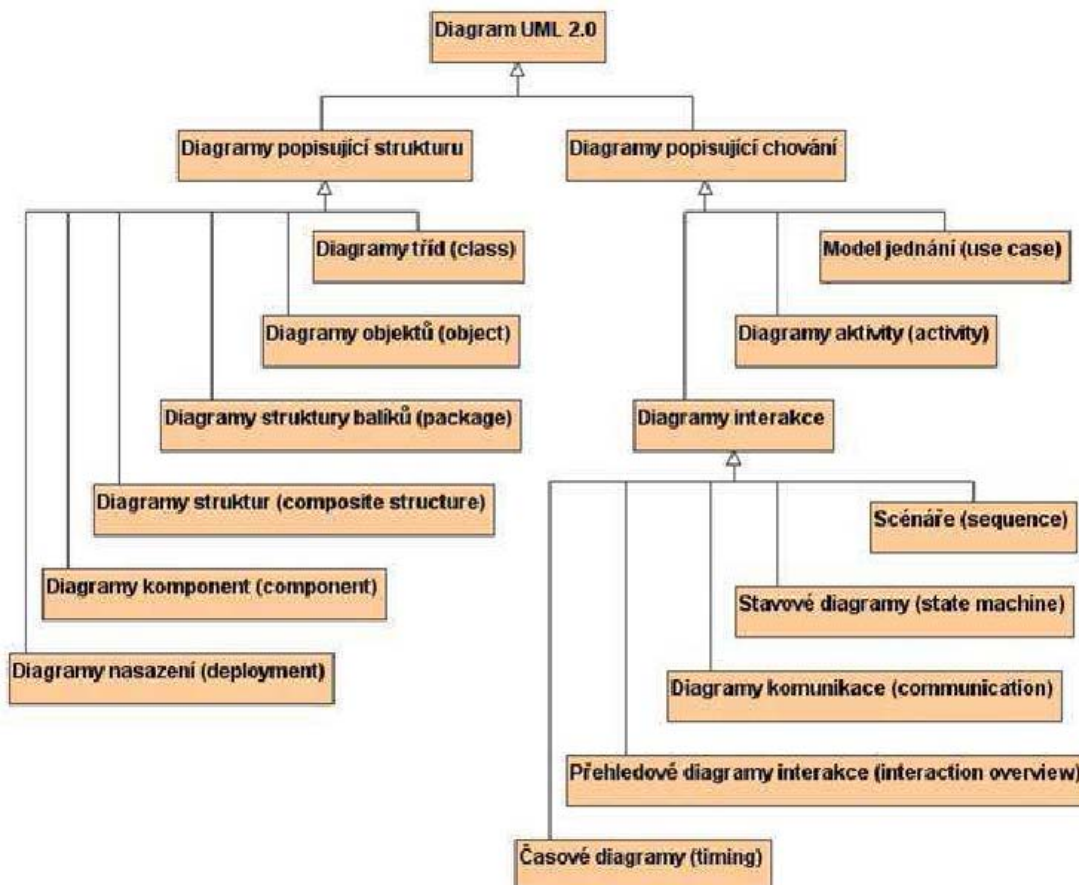 Diagram UML 2.0
Diagramy popisující strukturu
Diagramy popisující chování
Diagramy tříd (class)
Model jednání (use case)
Diagramy objektů (object)
Diagramy aktivity (activity)
Diagramy struktury balíků (package)
Diagramy interakce
Diagramy struktur (composite structure)
Scénáře (sequence)
Diagramy komponent (component)
Stavové diagramy (state machine)
Diagramy nasazení (deployment)
Diagramy komunikace (communication)
Přehledové diagramy interakce (interaction overview)
Časové diagramy (timing)